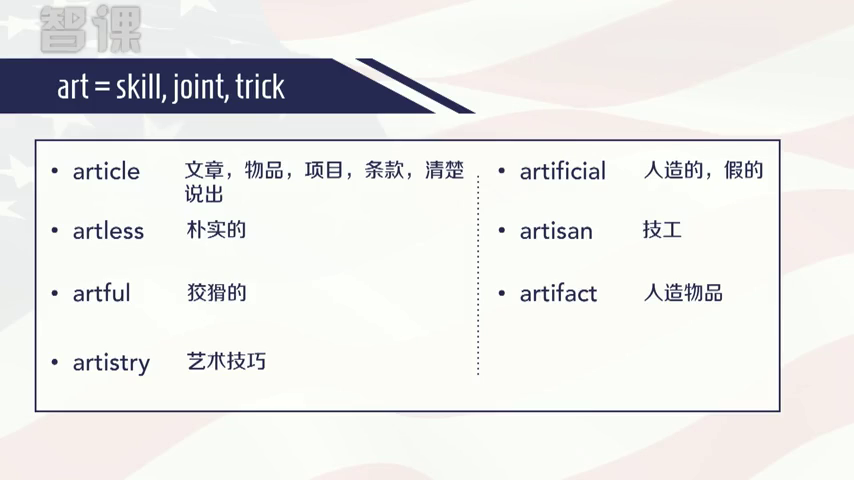 智课
art = skill, joint, trick
• article 文章，物品，项目，条款，清楚
说出
• artless 朴实的
• artful 狡猾的
• artistry 艺术技巧
• artificial 人造的，假的
• artisan 技工
• artifact 人造物品